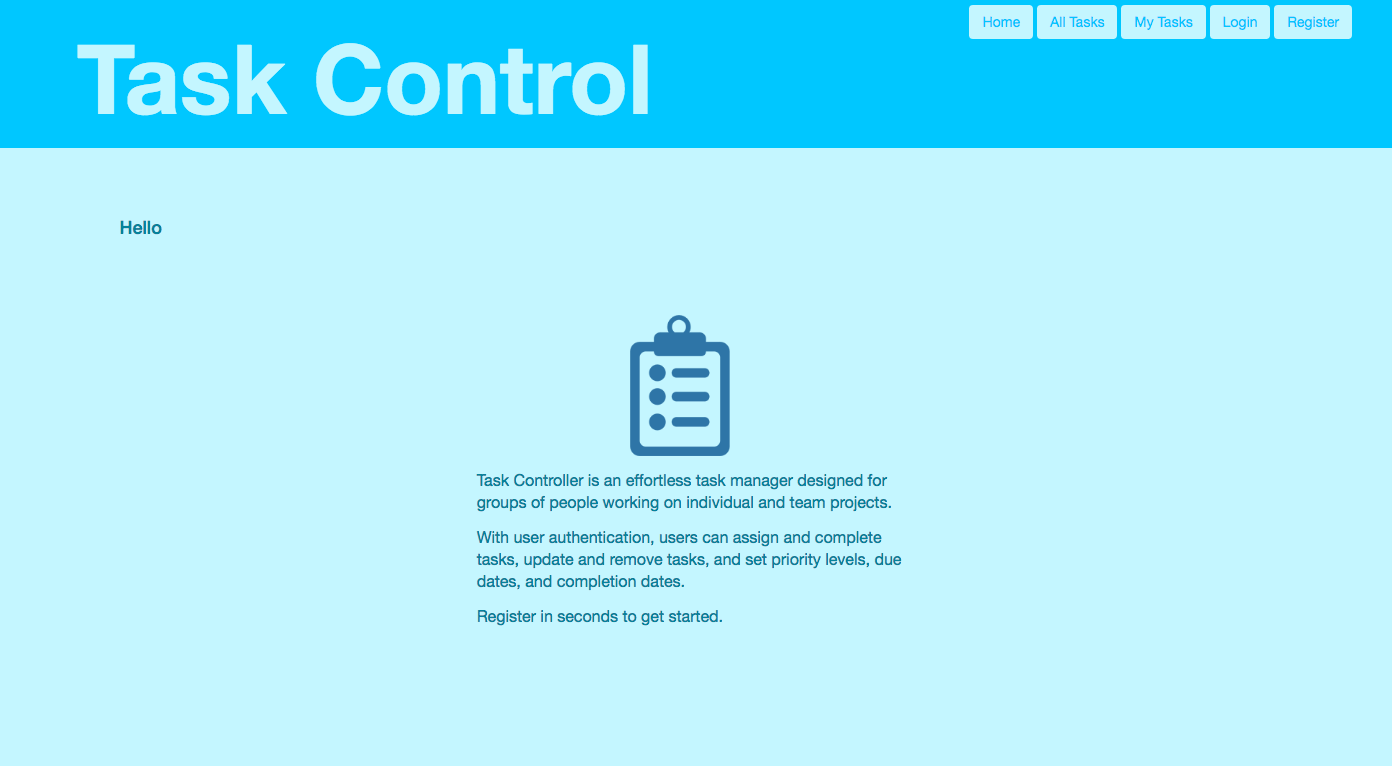 Home
All Tasks
My Tasks
Login
Register
Task Control
Hello
Task Controller is an effortless task manager designed for
groups of people working on individual and team projects.
With user authentication, users can assign and complete
tasks, update and remove tasks, and set priority levels, due
dates, and completion dates.
Register in seconds to get started.